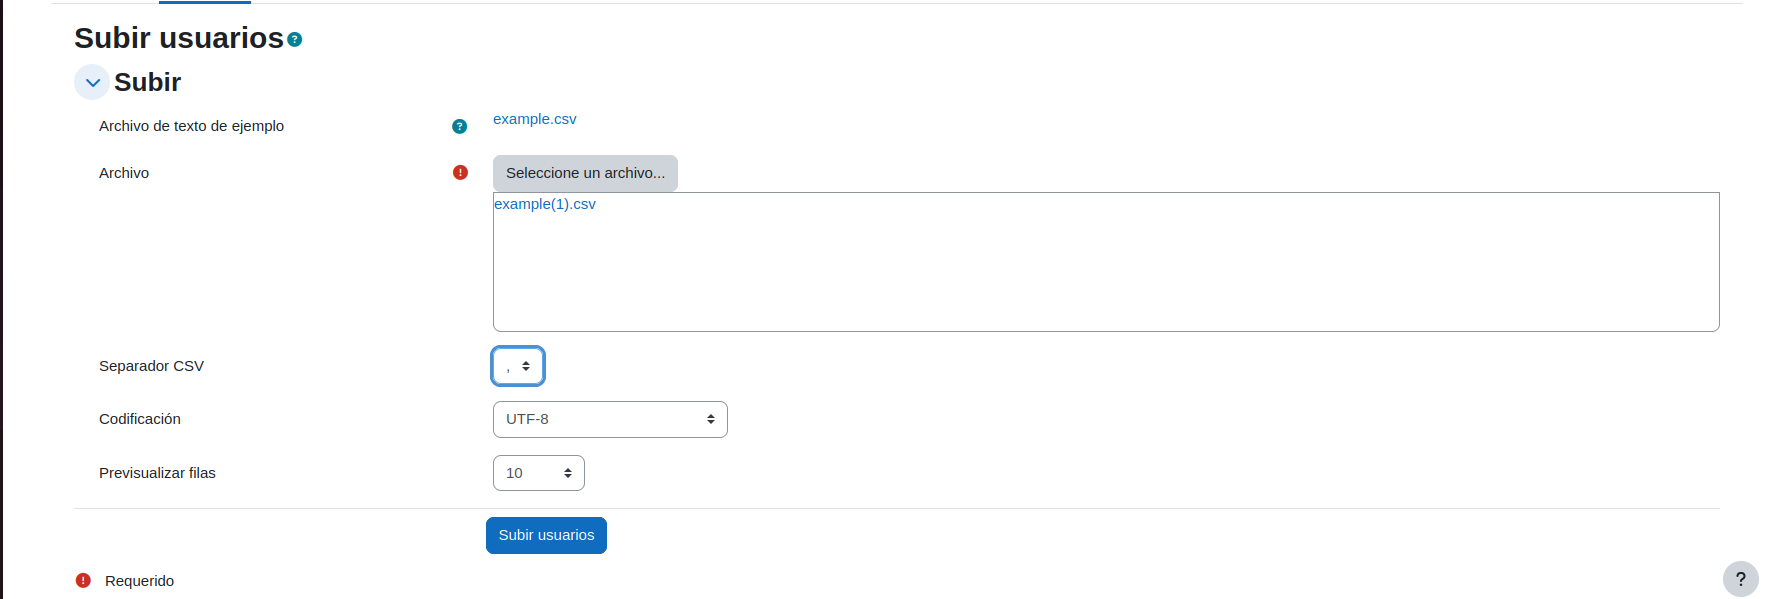 Subir usuarios
Subir
Archivo de texto de ejemplo
example.csv
Archivo
Seleccione un archivo...
example(1).csv
Separador CSV
,
Codificación
UTF-8
Previsualizar filas
10
Subir usuarios
Requerido
?